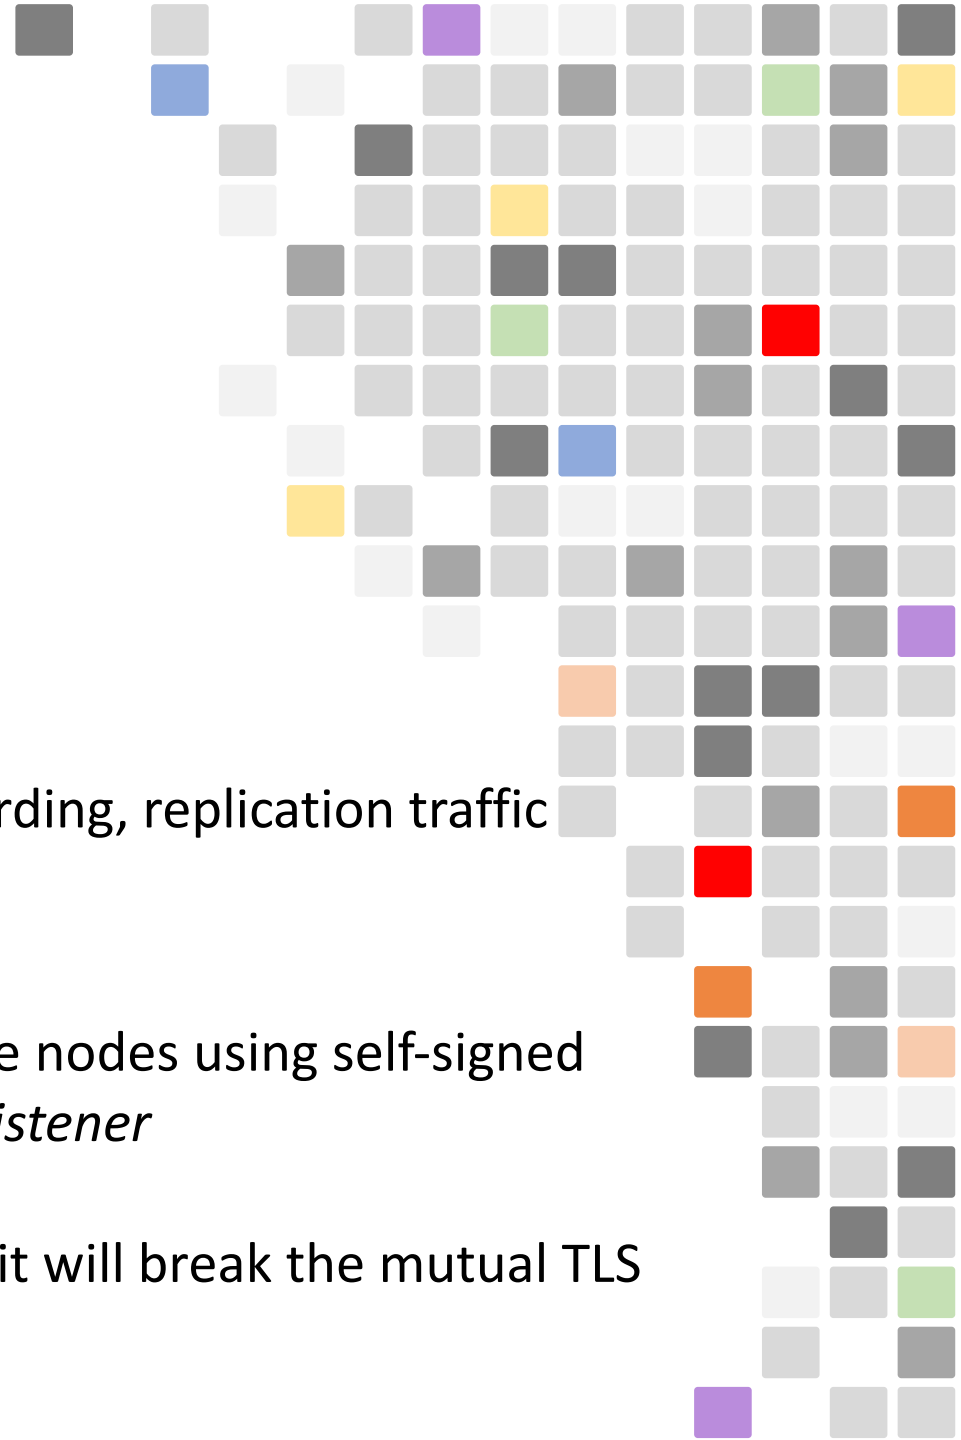 rding, replication traffic
e nodes using self-signed
istener
it will break the mutual TLS